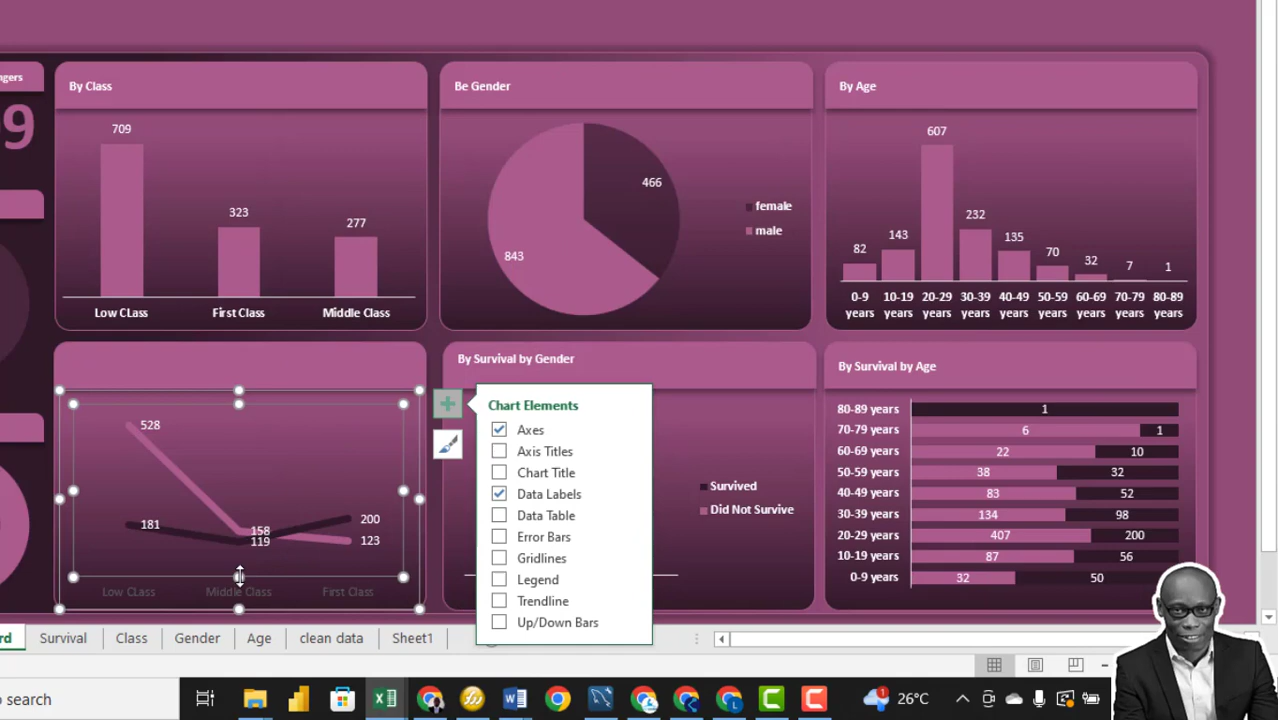 ngers
9
By Class
709
323
277
Low CLass
First Class
Middle Class
Be Gender
466
843
female
male
By Age
607
232
143
135
82
70
32
7
1
0-9 10-19 20-29 30-39 40-49 50-59 60-69 70-79 80-89
years years years years years years years years years
528
181
158
119
200
123
Low CLass
Middle Class
First Class
By Survival by Gender
Survived
Did Not Survive
Chart Elements
Axes
Axis Titles
Chart Title
Data Labels
Data Table
Error Bars
Gridlines
Legend
Trendline
Up/Down Bars
By Survival by Age
80-89 years 1
70-79 years 6 1
60-69 years 22 10
50-59 years 38 32
40-49 years 83 52
30-39 years 134 98
20-29 years 407 200
10-19 years 87 56
0-9 years 32 50
rd
Survival
Class
Gender
Age
clean data
Sheet1
o search
1
26°C